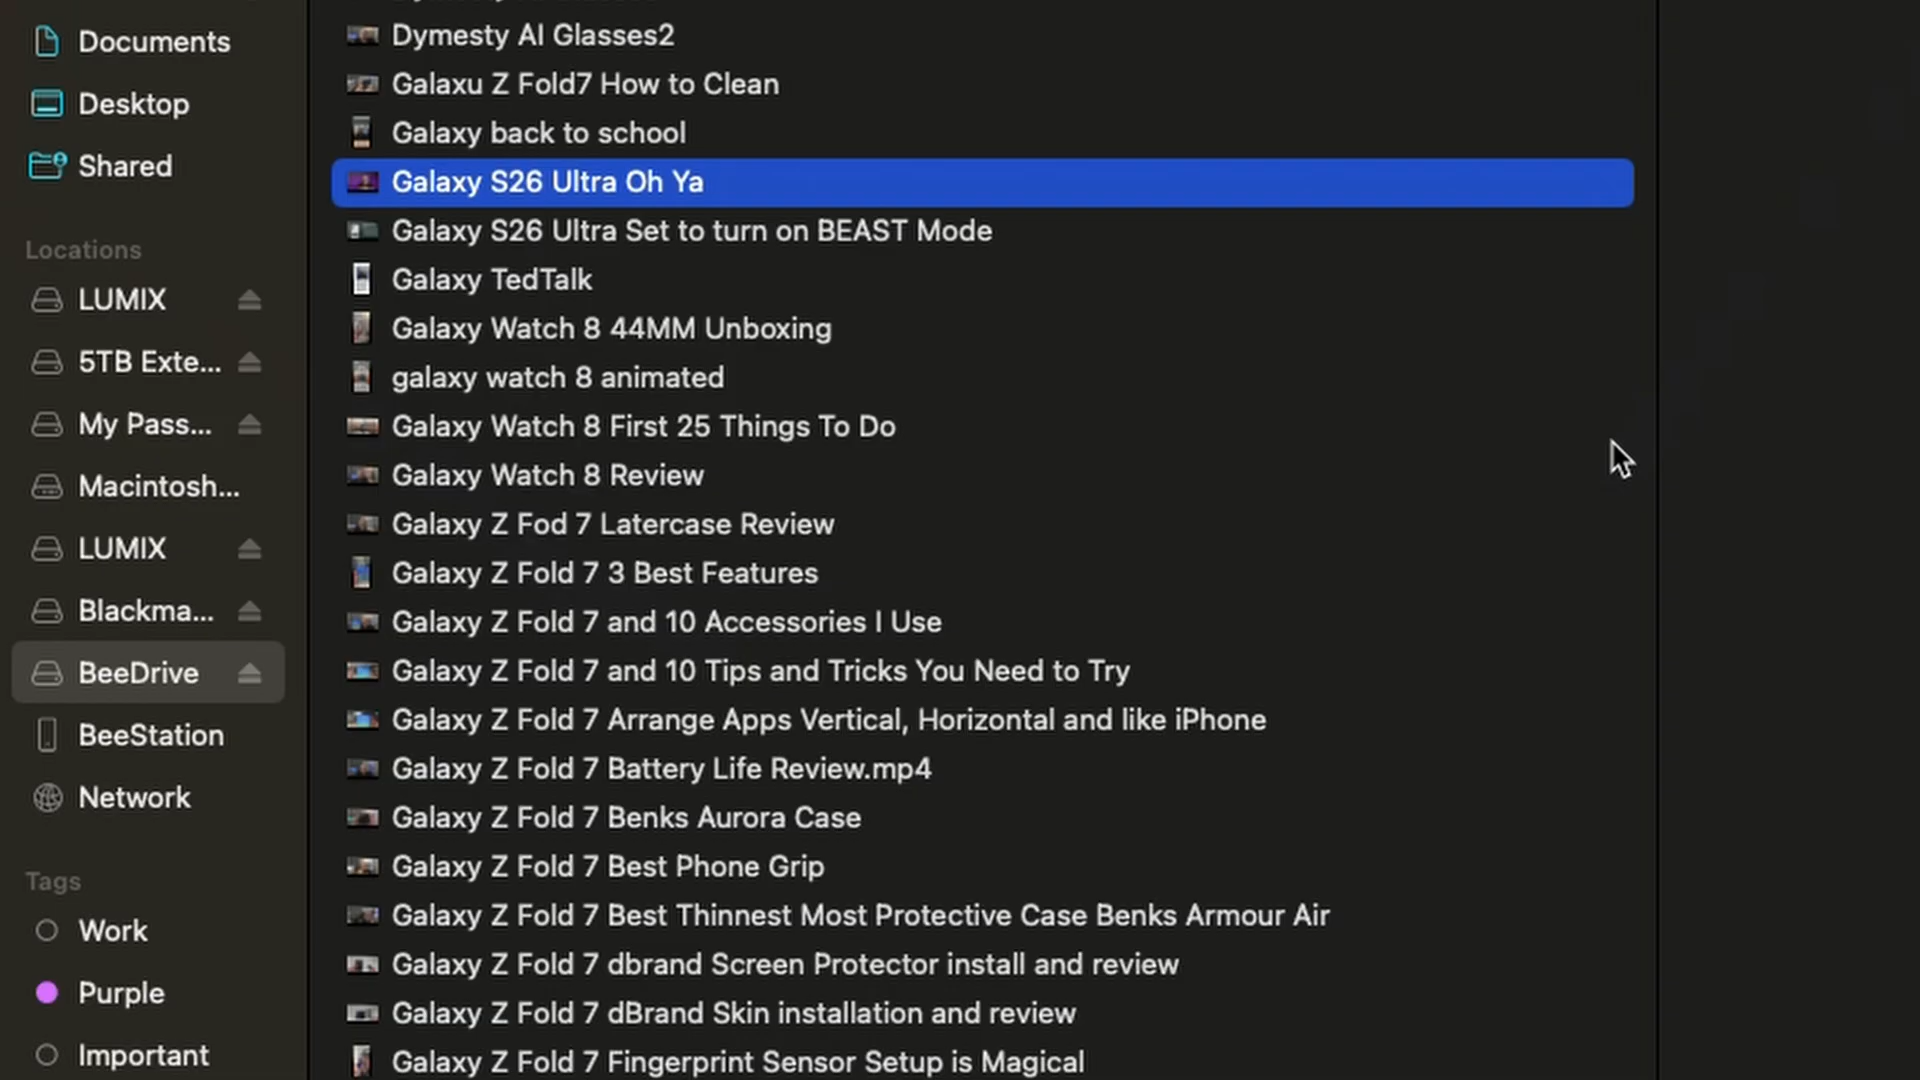 Documents
Desktop
Shared
Locations
LUMIX
5TB Exte...
My Pass...
Macintosh...
LUMIX
Blackma...
BeeDrive
BeeStation
Network
Tags
Work
Purple
Important
Dymesty AI Glasses2
Galaxu Z Fold7 How to Clean
Galaxy back to school
Galaxy S26 Ultra Oh Ya
Galaxy S26 Ultra Set to turn on BEAST Mode
Galaxy TedTalk
Galaxy Watch 8 44MM Unboxing
galaxy watch 8 animated
Galaxy Watch 8 First 25 Things To Do
Galaxy Watch 8 Review
Galaxy Z Fod 7 Latercase Review
Galaxy Z Fold 7 3 Best Features
Galaxy Z Fold 7 and 10 Accessories I Use
Galaxy Z Fold 7 and 10 Tips and Tricks You Need to Try
Galaxy Z Fold 7 Arrange Apps Vertical, Horizontal and like iPhone
Galaxy Z Fold 7 Battery Life Review.mp4
Galaxy Z Fold 7 Benks Aurora Case
Galaxy Z Fold 7 Best Phone Grip
Galaxy Z Fold 7 Best Thinnest Most Protective Case Benks Armour Air
Galaxy Z Fold 7 dbrand Screen Protector install and review
Galaxy Z Fold 7 dBrand Skin installation and review
Galaxy Z Fold 7 Fingerprint Sensor Setup is Magical